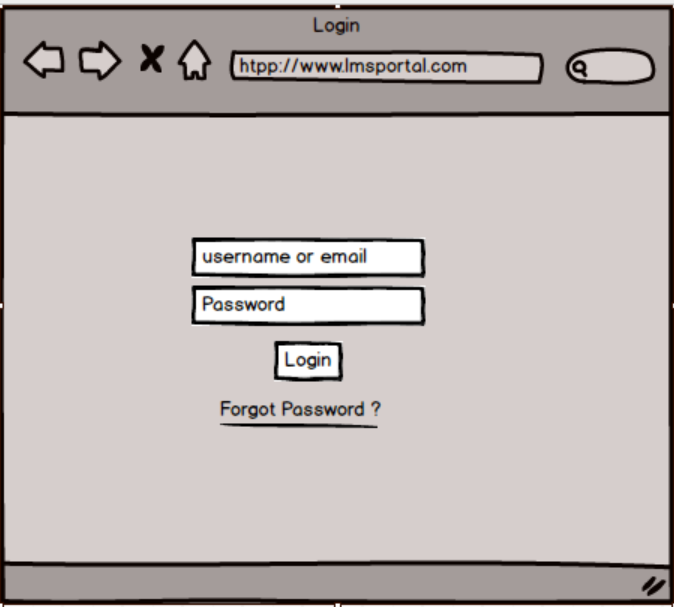 Login
htpp://www.lmsportal.com
username or email
Password
Login
Forgot Password ?